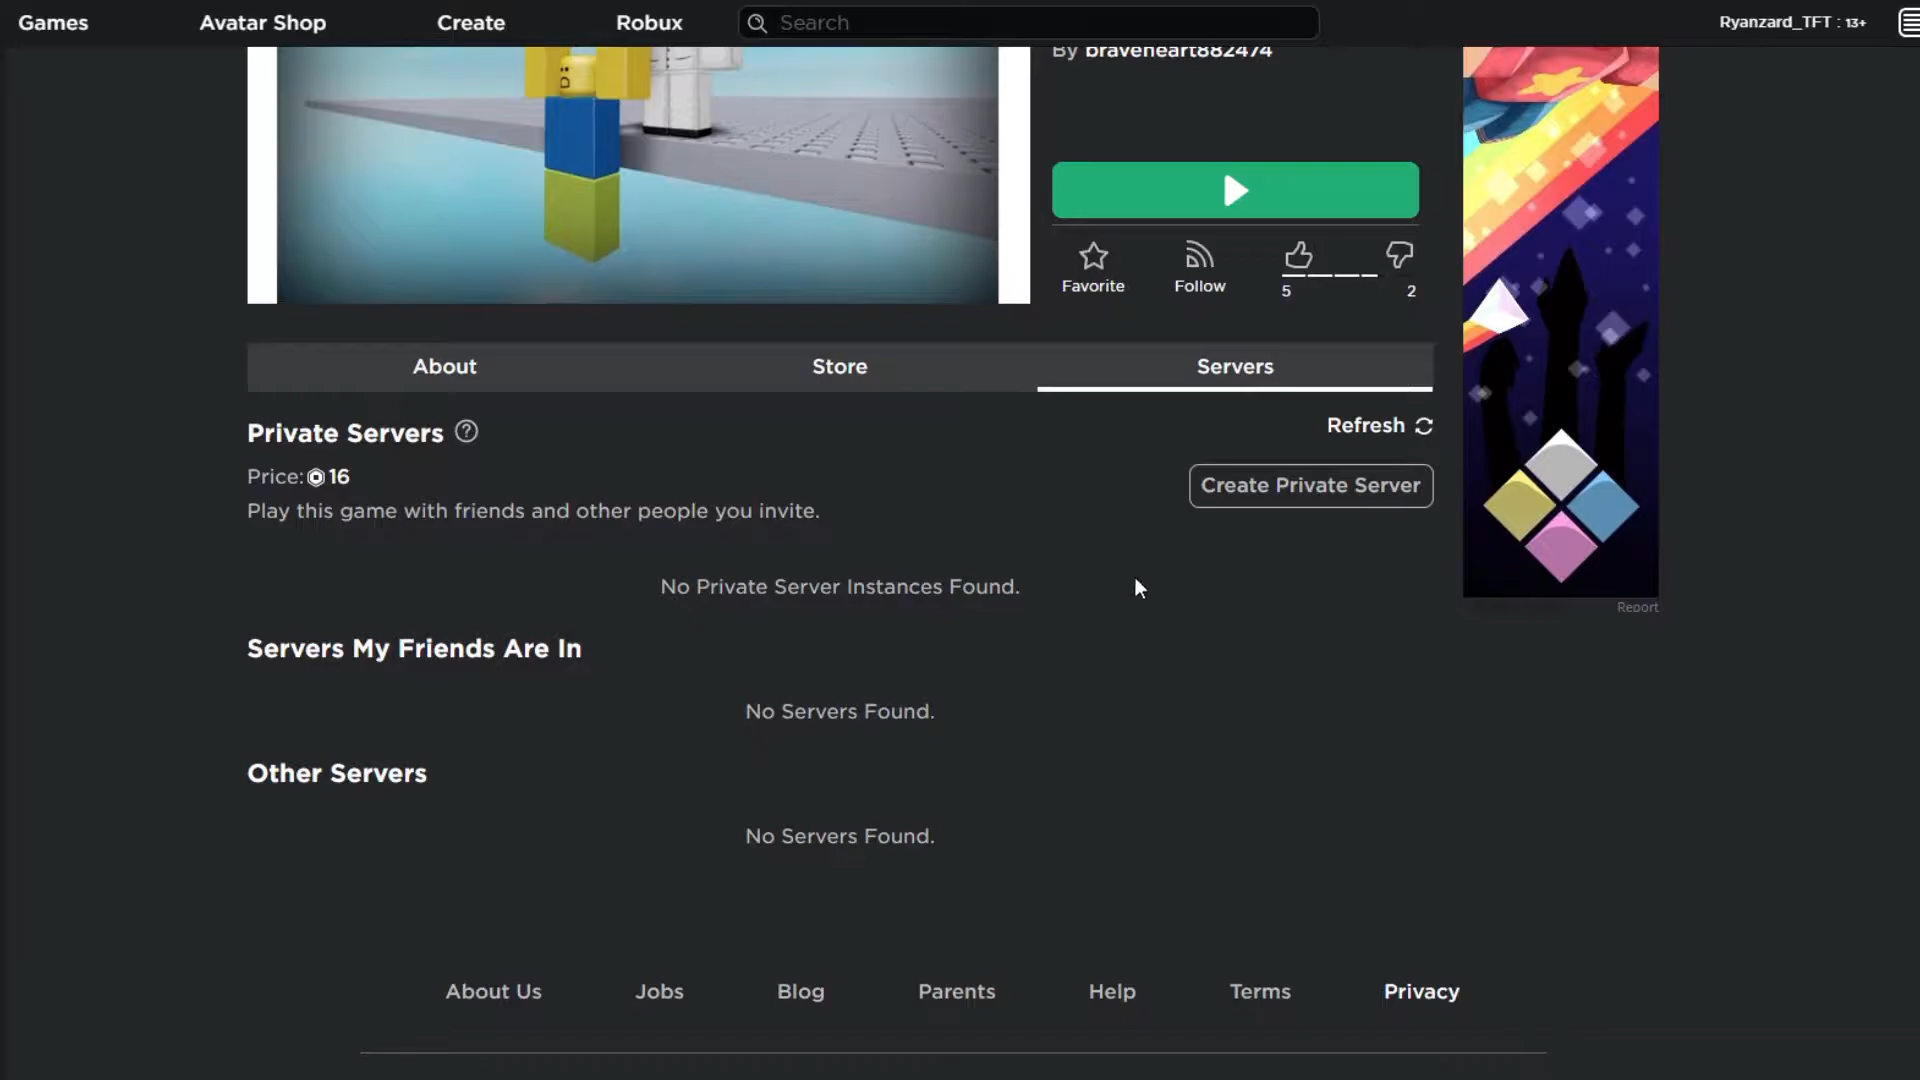 Games
Avatar Shop
Create
Robux
Search
Ryanzard_TFT : 13+
By braveheart882474
Favorite
Follow
5
2
About
Store
Servers
Private Servers ?
Refresh
Price: 16
Create Private Server
Play this game with friends and other people you invite.
No Private Server Instances Found.
Report
Servers My Friends Are In
No Servers Found.
Other Servers
No Servers Found.
About Us
Jobs
Blog
Parents
Help
Terms
Privacy